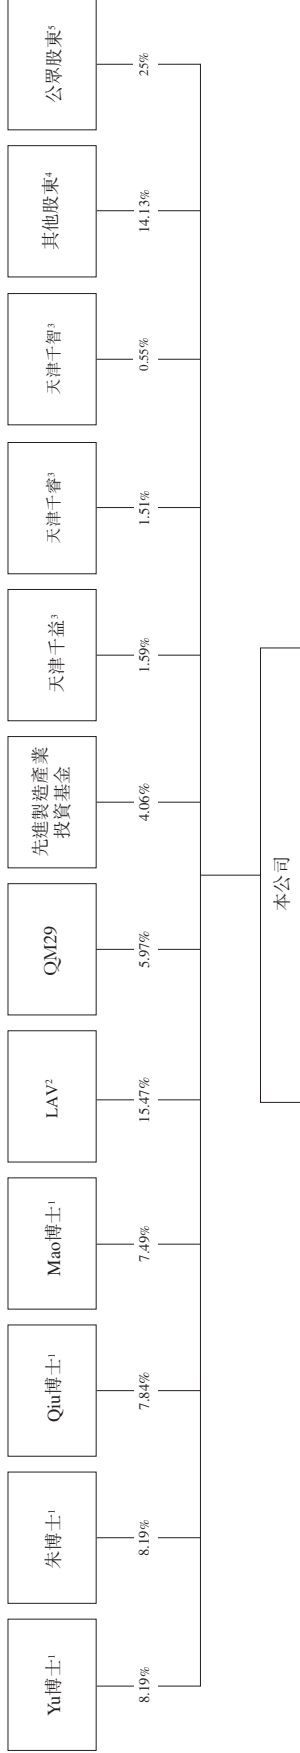 Yu博士¹
朱博士¹
Qiu博士¹
Mao博士¹
LAV²
QM29
先進製造產業
投資基金
天津千益³
天津千睿³
天津千智³
其他股東⁴
公眾股東⁵
8.19%
8.19%
7.84%
7.49%
15.47%
5.97%
4.06%
1.59%
1.51%
0.55%
14.13%
25%
本公司